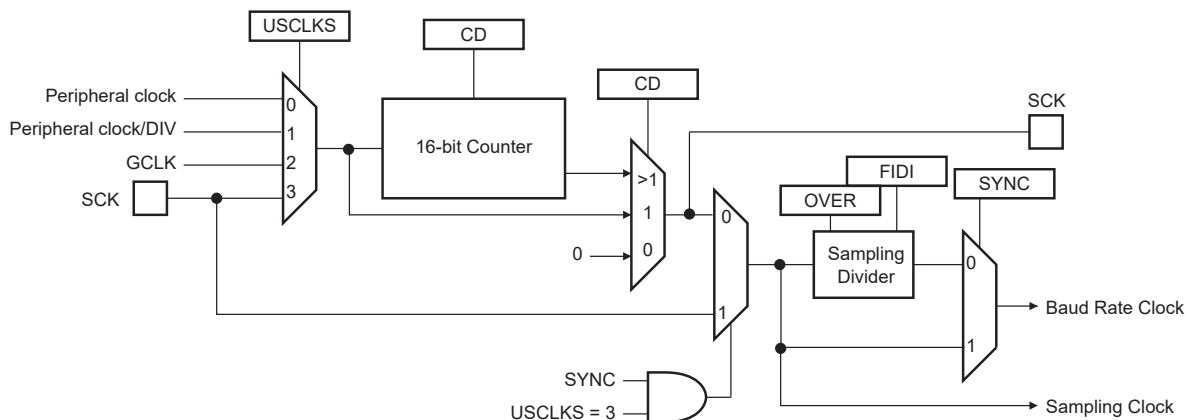 USCLKS
CD
CD
Peripheral clock
0
Peripheral clock/DIV
1
16-bit Counter
GCLK
2
SCK
3
>1
1
0
0
SCK
FIDI
OVER
SYNC
0
Sampling
Divider
0
1
1
Baud Rate Clock
SYNC
USCLKS = 3
Sampling Clock